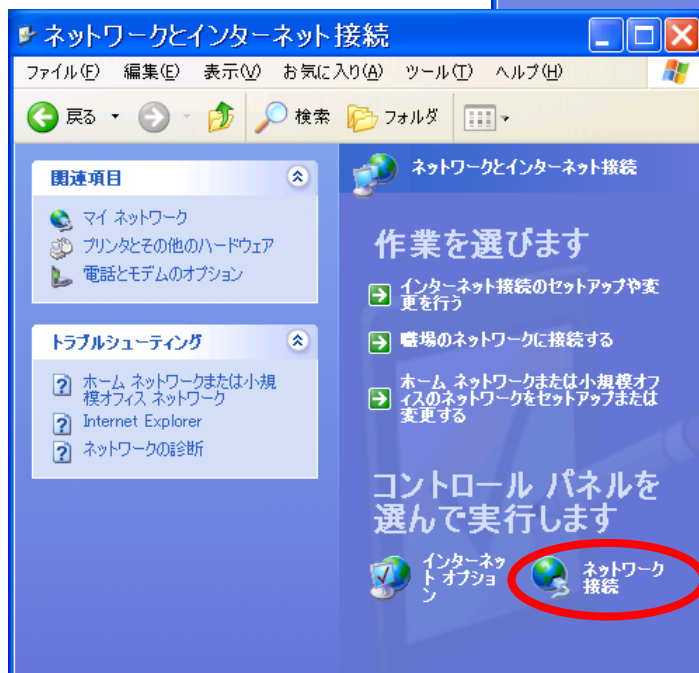 ネットワークとインターネット接続
ファイル(F) 編集(E) 表示(V) お気に入り(A) ツール(T) ヘルプ(H)
戻る 検索 フォルダ
関連項目
マイ ネットワーク
プリンタとその他のハードウェア
電話とモデムのオプション
トラブルシューティング
ホーム ネットワークまたは小規
模オフィス ネットワーク
Internet Explorer
ネットワークの診断
ネットワークとインターネット接続
作業を選びます
インターネット接続のセットアップや変
更を行う
職場のネットワークに接続する
ホーム ネットワークまたは小規模オフ
ィスのネットワークをセットアップまたは
変更する
コントロール パネルを
選んで実行します
インターネッ
ト オプショ
ン
ネットワーク
接続